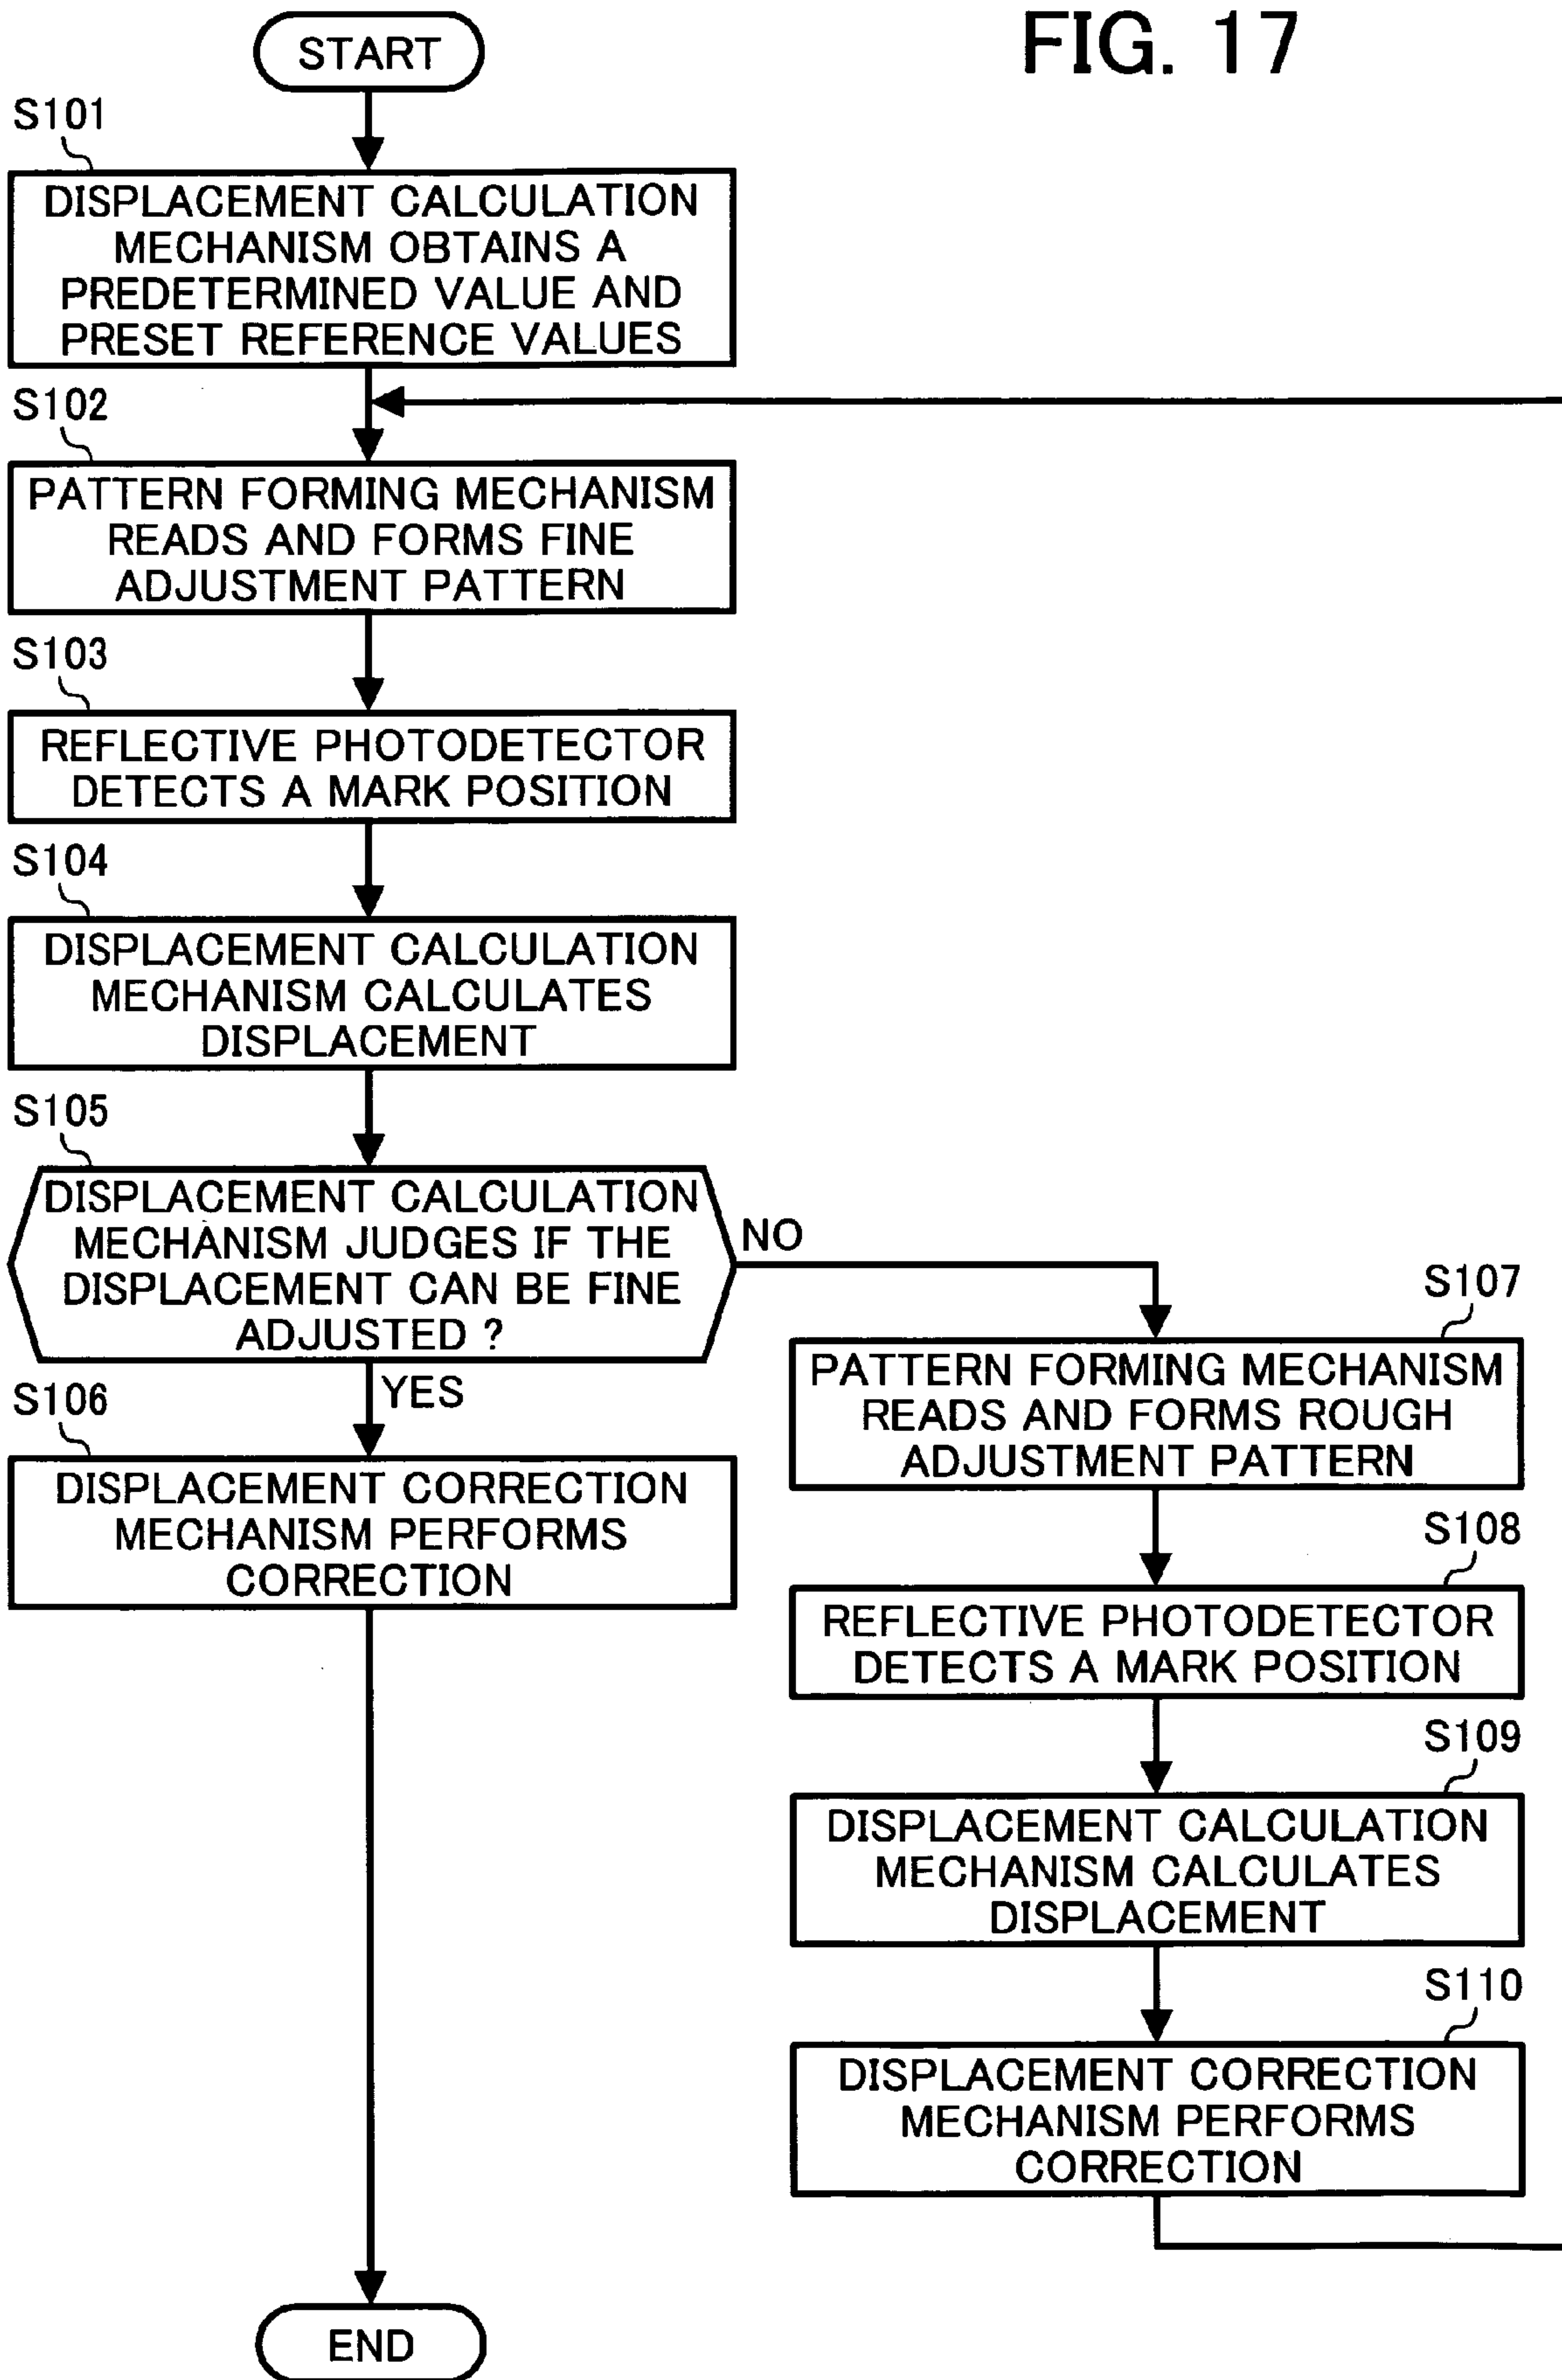 FIG. 17
START
S101
DISPLACEMENT CALCULATION
MECHANISM OBTAINS A
PREDETERMINED VALUE AND
PRESET REFERENCE VALUES
S102
PATTERN FORMING MECHANISM
READS AND FORMS FINE
ADJUSTMENT PATTERN
S103
REFLECTIVE PHOTODETECTOR
DETECTS A MARK POSITION
S104
DISPLACEMENT CALCULATION
MECHANISM CALCULATES
DISPLACEMENT
S105
DISPLACEMENT CALCULATION
MECHANISM JUDGES IF THE
DISPLACEMENT CAN BE FINE
ADJUSTED ?
NO
YES
S106
DISPLACEMENT CORRECTION
MECHANISM PERFORMS
CORRECTION
S107
PATTERN FORMING MECHANISM
READS AND FORMS ROUGH
ADJUSTMENT PATTERN
S108
REFLECTIVE PHOTODETECTOR
DETECTS A MARK POSITION
S109
DISPLACEMENT CALCULATION
MECHANISM CALCULATES
DISPLACEMENT
S110
DISPLACEMENT CORRECTION
MECHANISM PERFORMS
CORRECTION
END